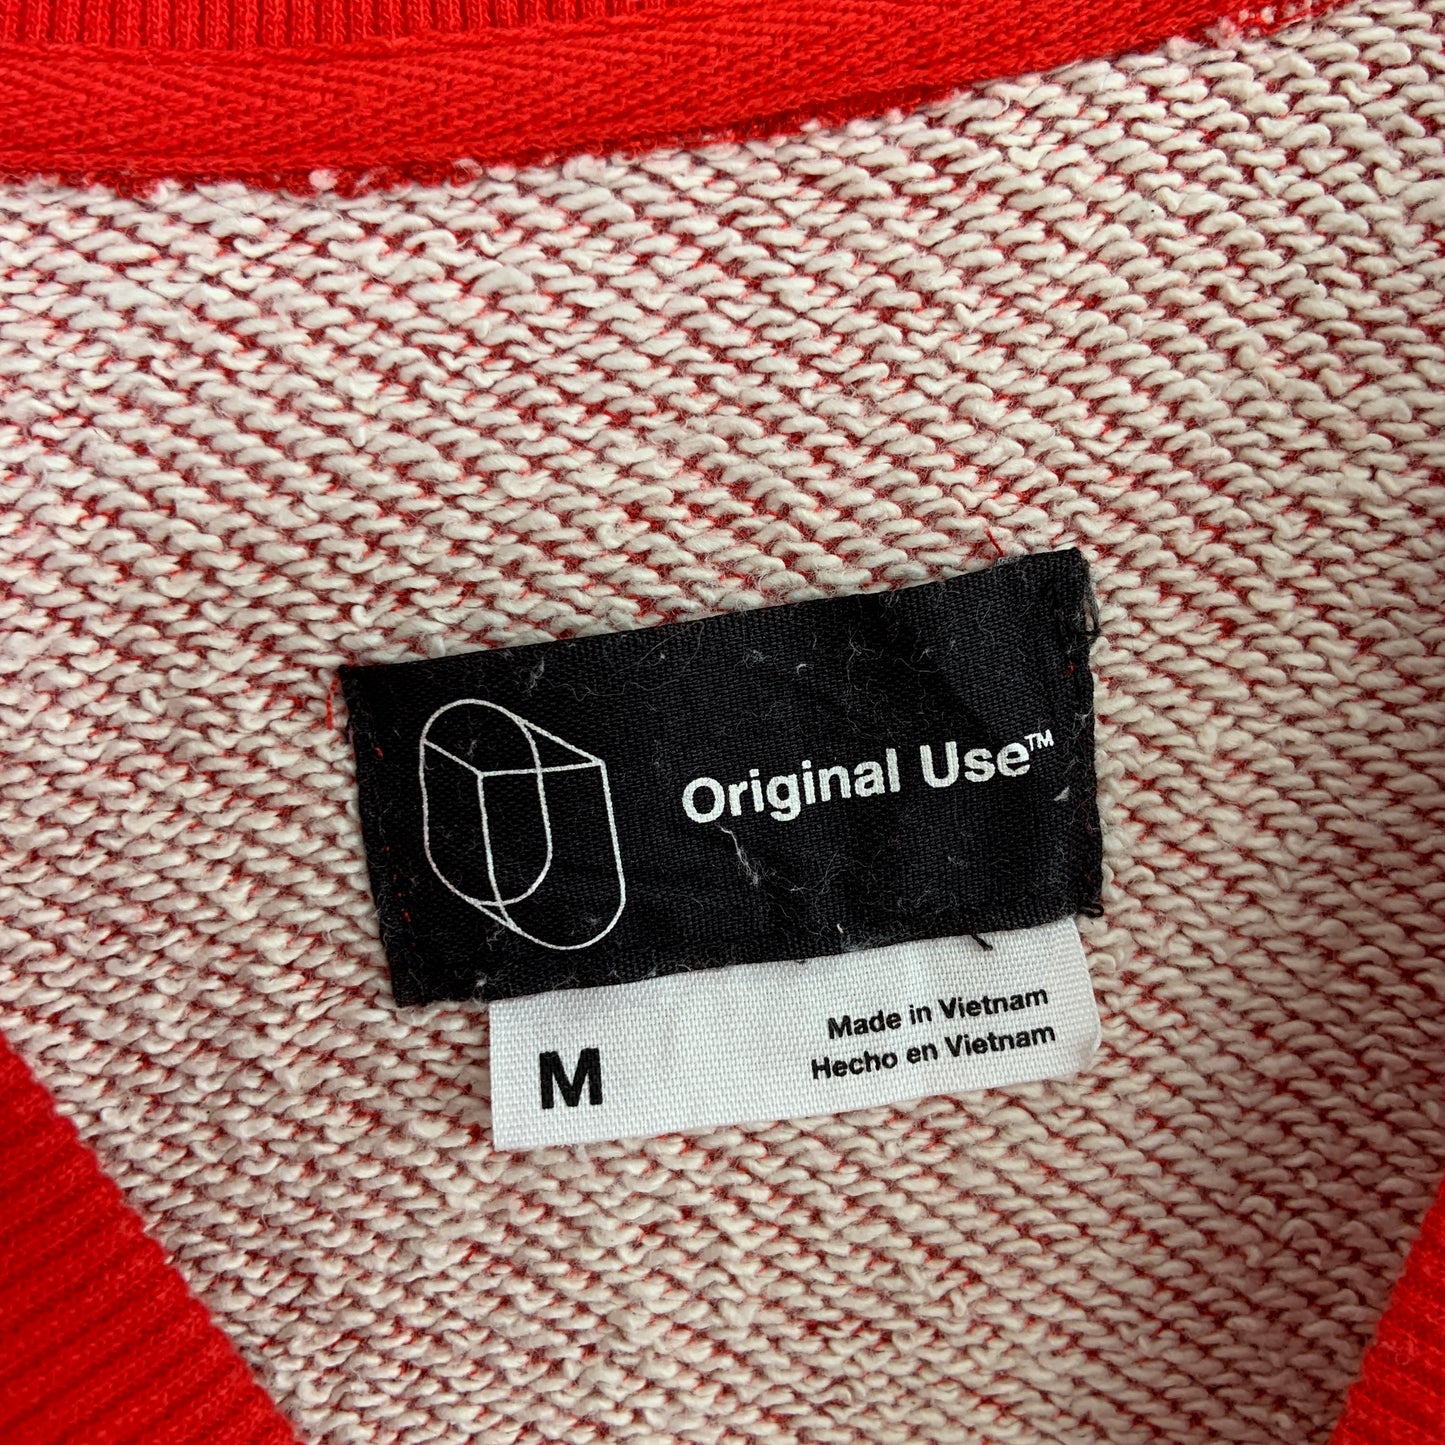 Original Use™
M
Made in Vietnam
Hecho en Vietnam